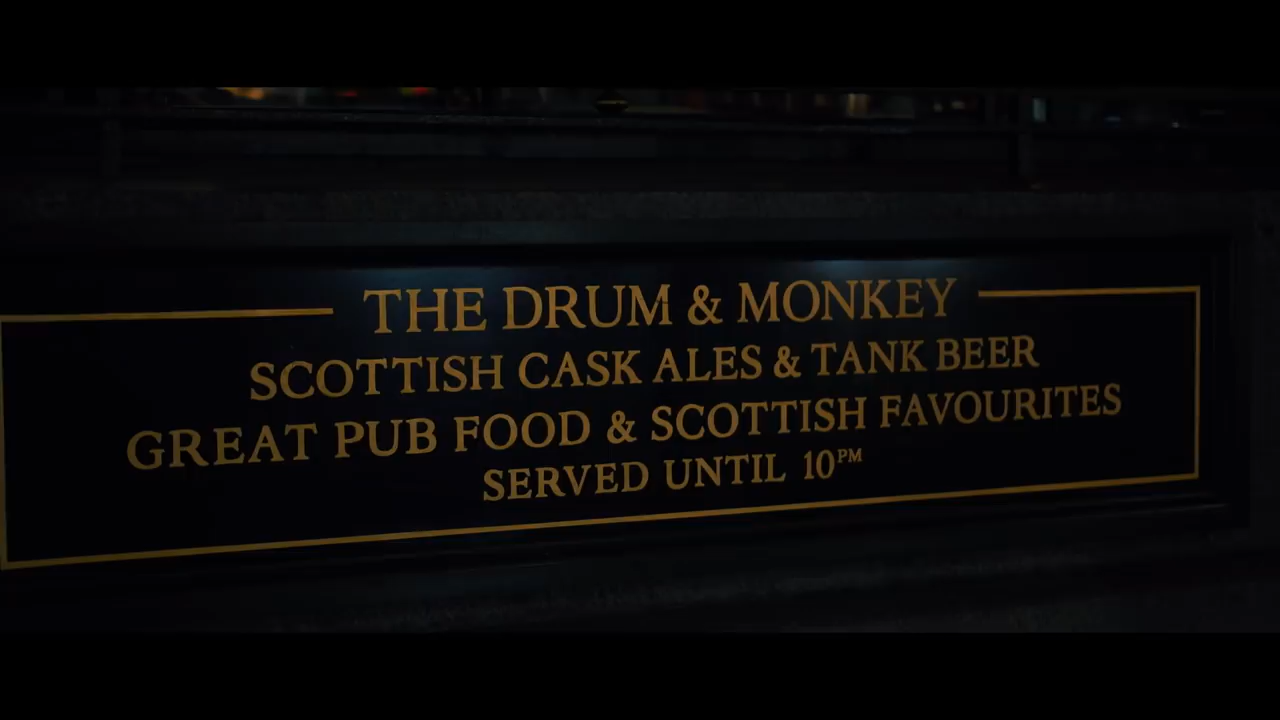 THE DRUM & MONKEY
SCOTTISH CASK ALES & TANK BEER
GREAT PUB FOOD & SCOTTISH FAVOURITES
SERVED UNTIL 10PM